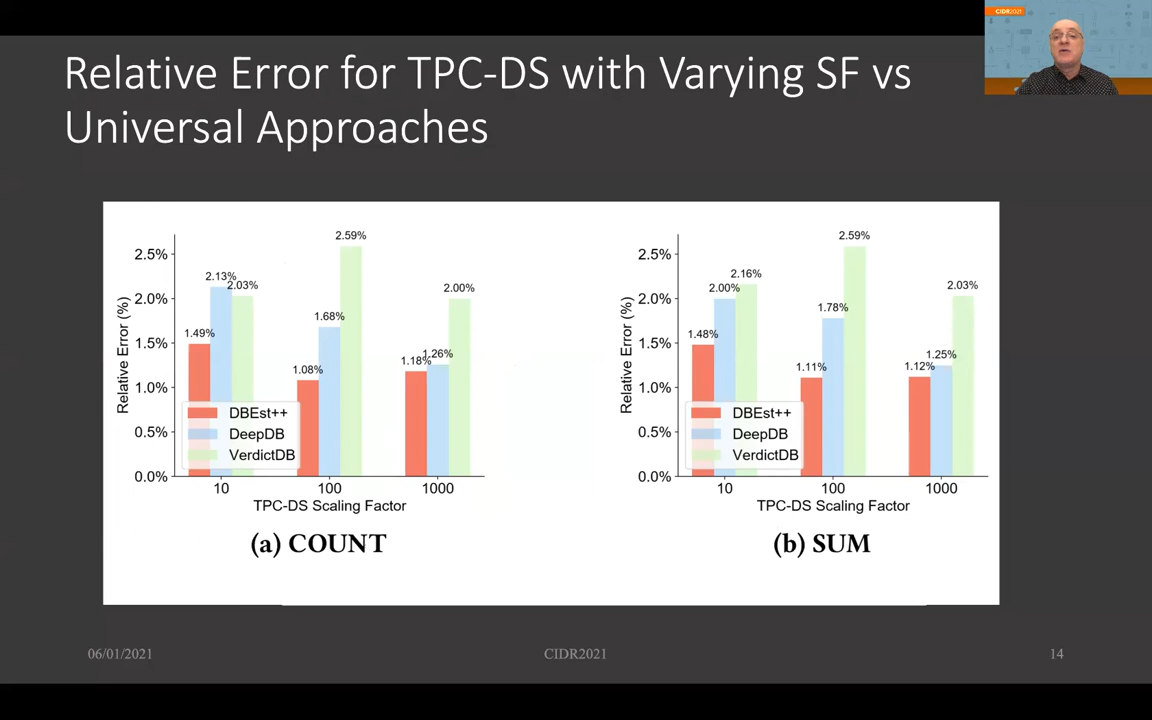 CIDR2021
Relative Error for TPC-DS with Varying SF vs
Universal Approaches
Relative Error (%)
2.5%
2.0%
1.5%
1.0%
0.5%
0.0%
1.49%
2.13%
2.03%
1.08%
1.68%
2.59%
1.18%
1.26%
2.00%
DBEst++
DeepDB
VerdictDB
10
100
1000
TPC-DS Scaling Factor
(a) COUNT
Relative Error (%)
2.5%
2.0%
1.5%
1.0%
0.5%
0.0%
1.48%
2.00%
2.16%
1.11%
1.78%
2.59%
1.12%
1.25%
2.03%
DBEst++
DeepDB
VerdictDB
10
100
1000
TPC-DS Scaling Factor
(b) SUM
06/01/2021
CIDR2021
14